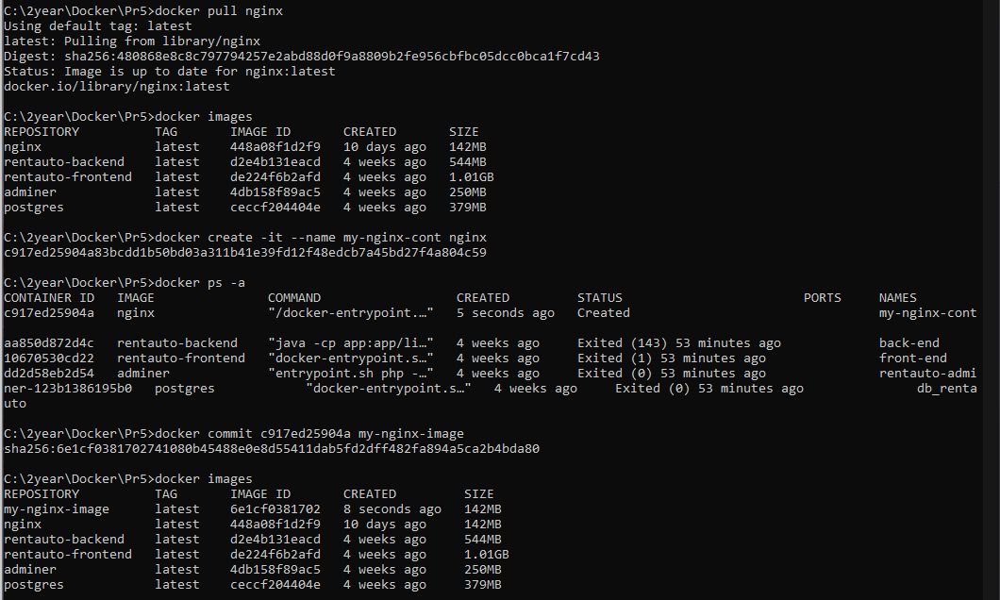 C:\2year\Docker\Pr5>docker pull nginx
Using default tag: latest
latest: Pulling from library/nginx
Digest: sha256:480868e8c8c797794257e2abd88d0f9a8809b2fe956cbfbc05dcc0bca1f7cd43
Status: Image is up to date for nginx:latest
docker.io/library/nginx:latest
C:\2year\Docker\Pr5>docker images
REPOSITORY          TAG       IMAGE ID       CREATED       SIZE
nginx               latest    448a08f1d2f9   10 days ago   142MB
rentauto-backend    latest    d2e4b131eacd   4 weeks ago   544MB
rentauto-frontend   latest    de224f6b2afd   4 weeks ago   1.01GB
adminer             latest    4db158f89ac5   4 weeks ago   250MB
postgres            latest    ceccf204404e   4 weeks ago   379MB
C:\2year\Docker\Pr5>docker create -it --name my-nginx-cont nginx
c917ed25904a83bcdd1b50bd03a311b41e39fd12f48edcb7a45bd27f4a804c59
C:\2year\Docker\Pr5>docker ps -a
CONTAINER ID   IMAGE               COMMAND                  CREATED         STATUS                        PORTS     NAMES
c917ed25904a   nginx               "/docker-entrypoint.…"   5 seconds ago   Created                                 my-nginx-cont
aa850d872d4c   rentauto-backend    "java -cp app:app/li…"   4 weeks ago     Exited (143) 53 minutes ago             back-end
10670530cd22   rentauto-frontend   "docker-entrypoint.s…"   4 weeks ago     Exited (1) 53 minutes ago               front-end
dd2d58eb2d54   adminer             "entrypoint.sh php -…"   4 weeks ago     Exited (0) 53 minutes ago               rentauto-admi
ner-123b1386195b0   postgres            "docker-entrypoint.s…"   4 weeks ago     Exited (0) 53 minutes ago               db_renta
uto
C:\2year\Docker\Pr5>docker commit c917ed25904a my-nginx-image
sha256:6e1cf0381702741080b45488e0e8d55411dab5fd2dff482fa894a5ca2b4bda80
C:\2year\Docker\Pr5>docker images
REPOSITORY          TAG       IMAGE ID       CREATED         SIZE
my-nginx-image      latest    6e1cf0381702   8 seconds ago   142MB
nginx               latest    448a08f1d2f9   10 days ago     142MB
rentauto-backend    latest    d2e4b131eacd   4 weeks ago     544MB
rentauto-frontend   latest    de224f6b2afd   4 weeks ago     1.01GB
adminer             latest    4db158f89ac5   4 weeks ago     250MB
postgres            latest    ceccf204404e   4 weeks ago     379MB